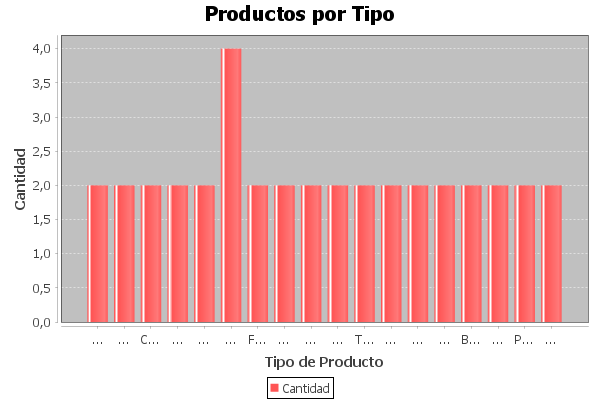 Productos por Tipo
Cantidad
4,0
3,5
3,0
2,5
2,0
1,5
1,0
0,5
0,0
... ... C... ... ... ... F... ... ... ... T... ... ... ... B... ... P... ...
Tipo de Producto
Cantidad